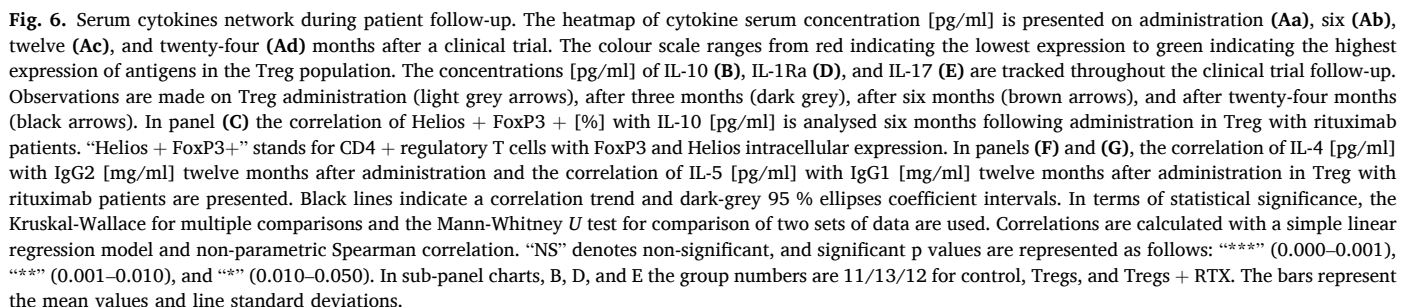 Fig. 6. Serum cytokines network during patient follow-up. The heatmap of cytokine serum concentration [pg/ml] is presented on administration (Aa), six (Ab),
twelve (Ac), and twenty-four (Ad) months after a clinical trial. The colour scale ranges from red indicating the lowest expression to green indicating the highest
expression of antigens in the Treg population. The concentrations [pg/ml] of IL-10 (B), IL-1Ra (D), and IL-17 (E) are tracked throughout the clinical trial follow-up.
Observations are made on Treg administration (light grey arrows), after three months (dark grey), after six months (brown arrows), and after twenty-four months
(black arrows). In panel (C) the correlation of Helios + FoxP3 + [%] with IL-10 [pg/ml] is analysed six months following administration in Treg with rituximab
patients. “Helios + FoxP3+” stands for CD4 + regulatory T cells with FoxP3 and Helios intracellular expression. In panels (F) and (G), the correlation of IL-4 [pg/ml]
with IgG2 [mg/ml] twelve months after administration and the correlation of IL-5 [pg/ml] with IgG1 [mg/ml] twelve months after administration in Treg with
rituximab patients are presented. Black lines indicate a correlation trend and dark-grey 95 % ellipses coefficient intervals. In terms of statistical significance, the
Kruskal-Wallace for multiple comparisons and the Mann-Whitney U test for comparison of two sets of data are used. Correlations are calculated with a simple linear
regression model and non-parametric Spearman correlation. “NS” denotes non-significant, and significant p values are represented as follows: “***” (0.000–0.001),
“**” (0.001–0.010), and “*” (0.010–0.050). In sub-panel charts, B, D, and E the group numbers are 11/13/12 for control, Tregs, and Tregs + RTX. The bars represent
the mean values and line standard deviations.